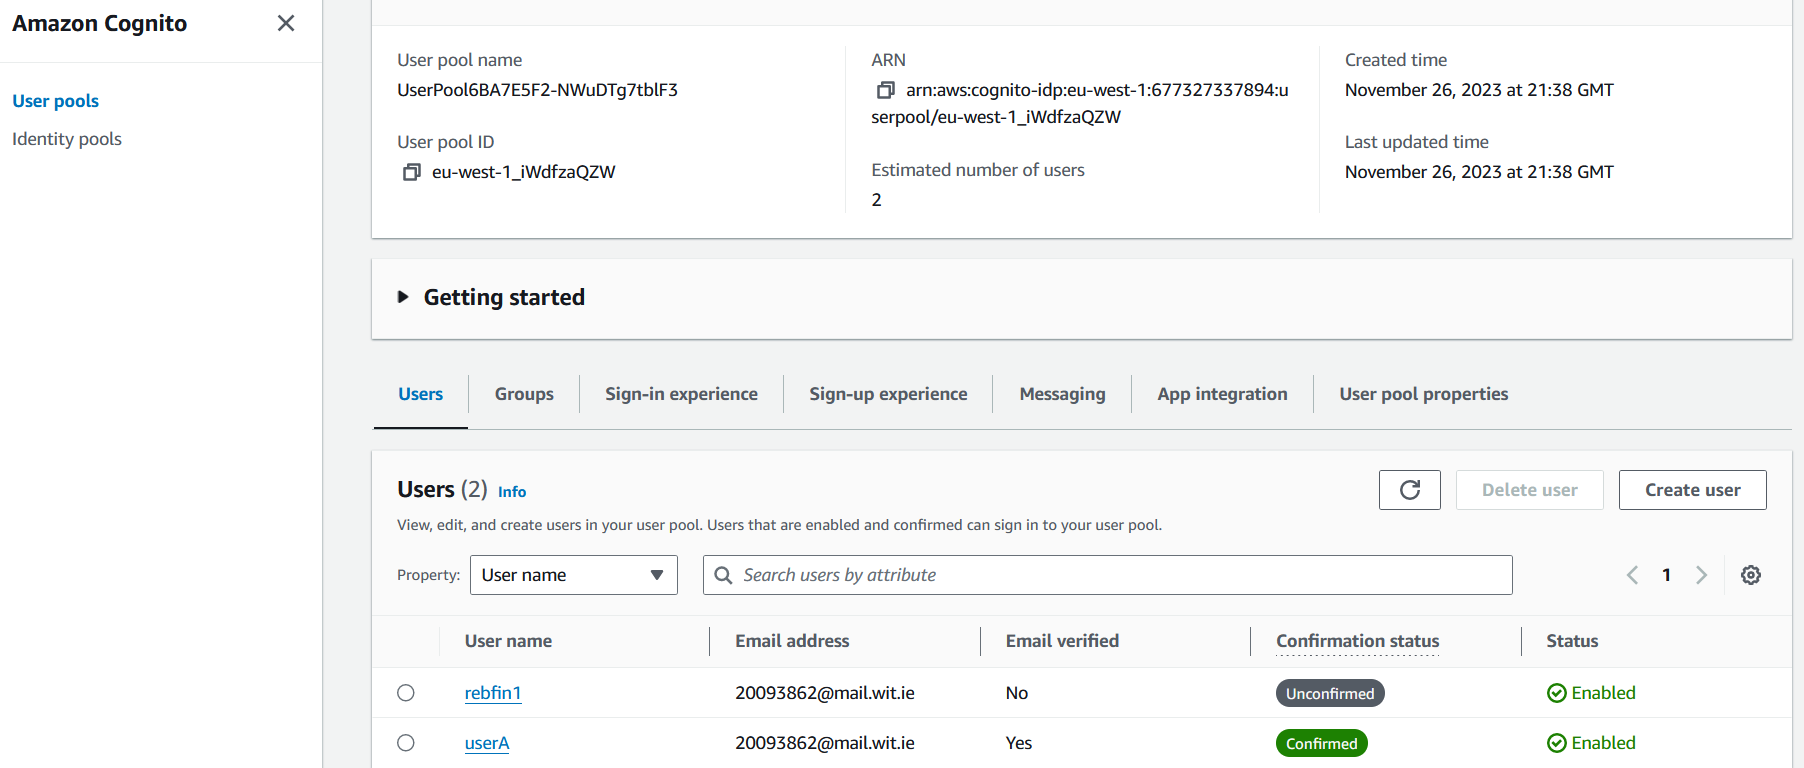 Amazon Cognito
User pools
Identity pools
User pool name
UserPool6BA7E5F2-NWuDTg7tblF3
User pool ID
eu-west-1_iWdfzaQZW
ARN
arn:aws:cognito-idp:eu-west-1:677327337894:u
serpool/eu-west-1_iWdfzaQZW
Estimated number of users
2
Created time
November 26, 2023 at 21:38 GMT
Last updated time
November 26, 2023 at 21:38 GMT
Getting started
Users Groups Sign-in experience Sign-up experience Messaging App integration User pool properties
Users (2) Info
Delete user Create user
View, edit, and create users in your user pool. Users that are enabled and confirmed can sign in to your user pool.
Property: User name Search users by attribute 1
User name Email address Email verified Confirmation status Status
rebfin1 20093862@mail.wit.ie No Unconfirmed Enabled
userA 20093862@mail.wit.ie Yes Confirmed Enabled